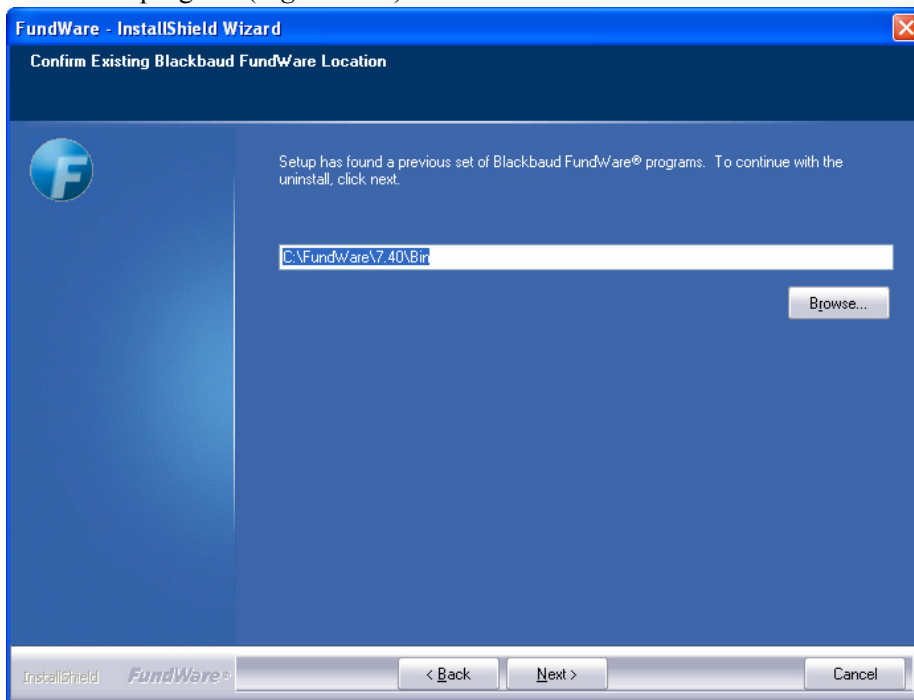 FundWare - InstallShield Wizard
Confirm Existing Blackbaud FundWare Location
F
Setup has found a previous set of Blackbaud FundWare® programs. To continue with the
uninstall, click next.
C:\FundWare\7.40\Bin
Browse...
InstallShield FundWare®
< Back Next > Cancel